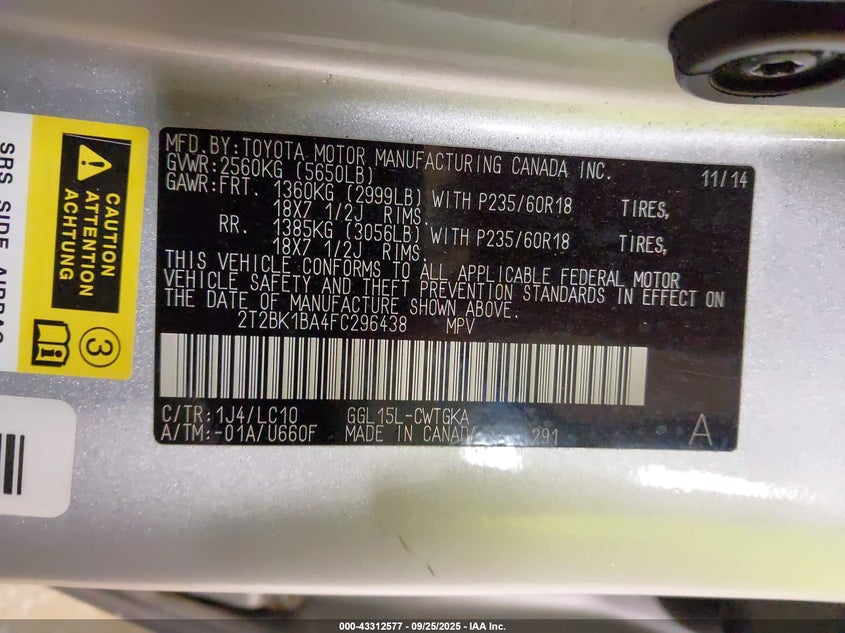 MFD.BY:TOYOTA MOTOR MANUFACTURING CANADA INC. 11/14
GVWR:2560KG (5650LB)
GAWR:FRT. 1360KG (2999LB) WITH P235/60R18 TIRES,
18X7 1/2J RIMS,
RR. 1385KG (3056LB) WITH P235/60R18 TIRES,
18X7 1/2J RIMS.
THIS VEHICLE CONFORMS TO ALL APPLICABLE FEDERAL MOTOR
VEHICLE SAFETY AND THEFT PREVENTION STANDARDS IN EFFECT ON
THE DATE OF MANUFACTURE SHOWN ABOVE.
2T2BK1BA4FC296438 MPV
C/TR:1J4/LC10 GGL15L-CWTGKA
A/TM:-01A/U660F MADE IN CANADA 291 A
SRS SIDE AIRBAG
CAUTION
ATTENTION
ACHTUNG
3
000-43312577 - 09/25/2025 - IAA Inc.